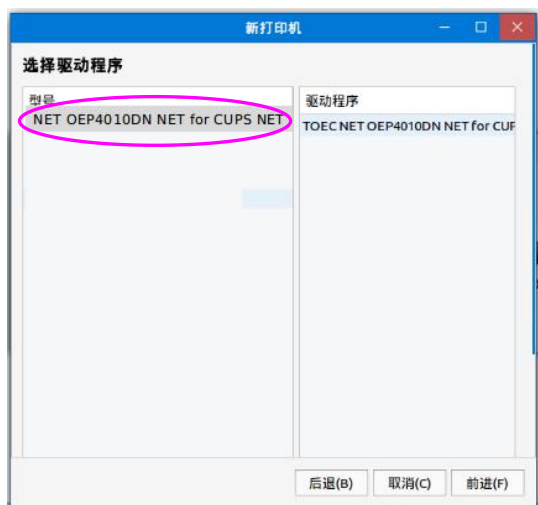 新打印机
选择驱动程序
型号
NET OEP4010DN NET for CUPS NET
驱动程序
TOEC NET OEP4010DN NET for CUP
后退(B)
取消(C)
前进(F)